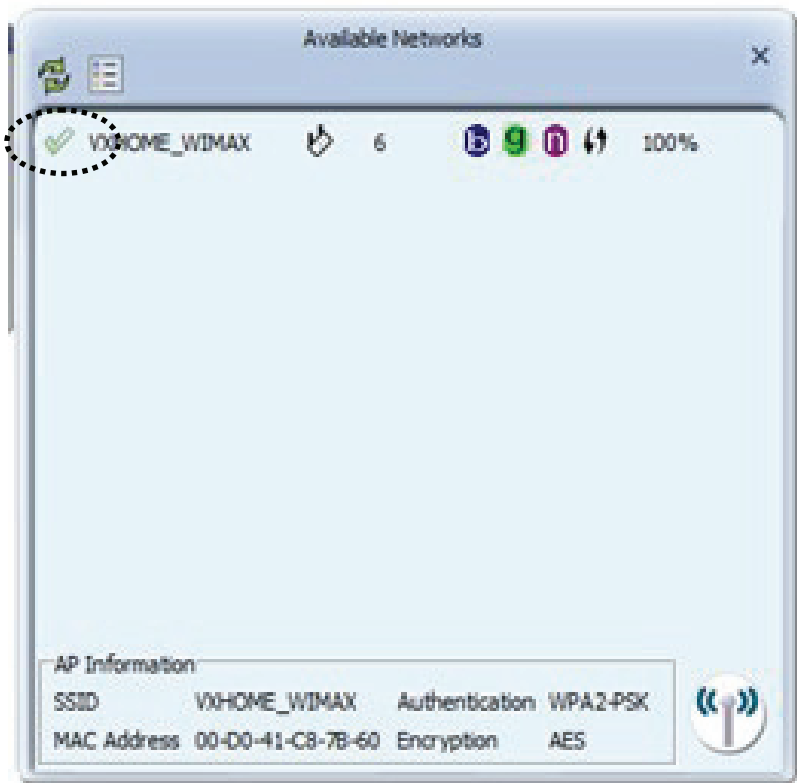 Available Networks
VXHOME_WIMAX 6 b g n 100%
AP Information
SSID VXHOME_WIMAX Authentication WPA2-PSK
MAC Address 00-D0-41-C8-7B-60 Encryption AES